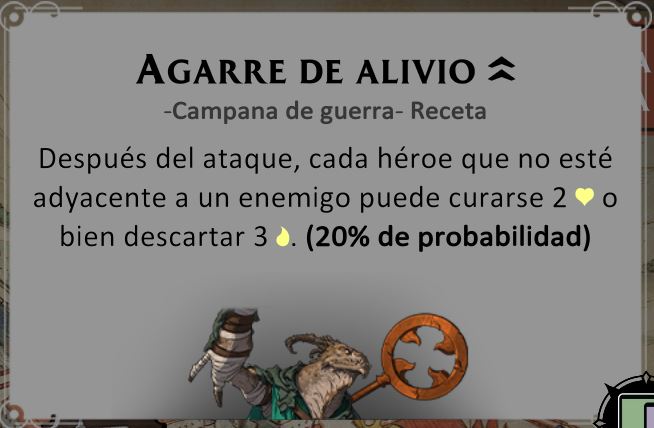 AGARRE DE ALIVIO
-Campana de guerra- Receta
Después del ataque, cada héroe que no esté
adyacente a un enemigo puede curarse 2 o
bien descartar 3 . (20% de probabilidad)